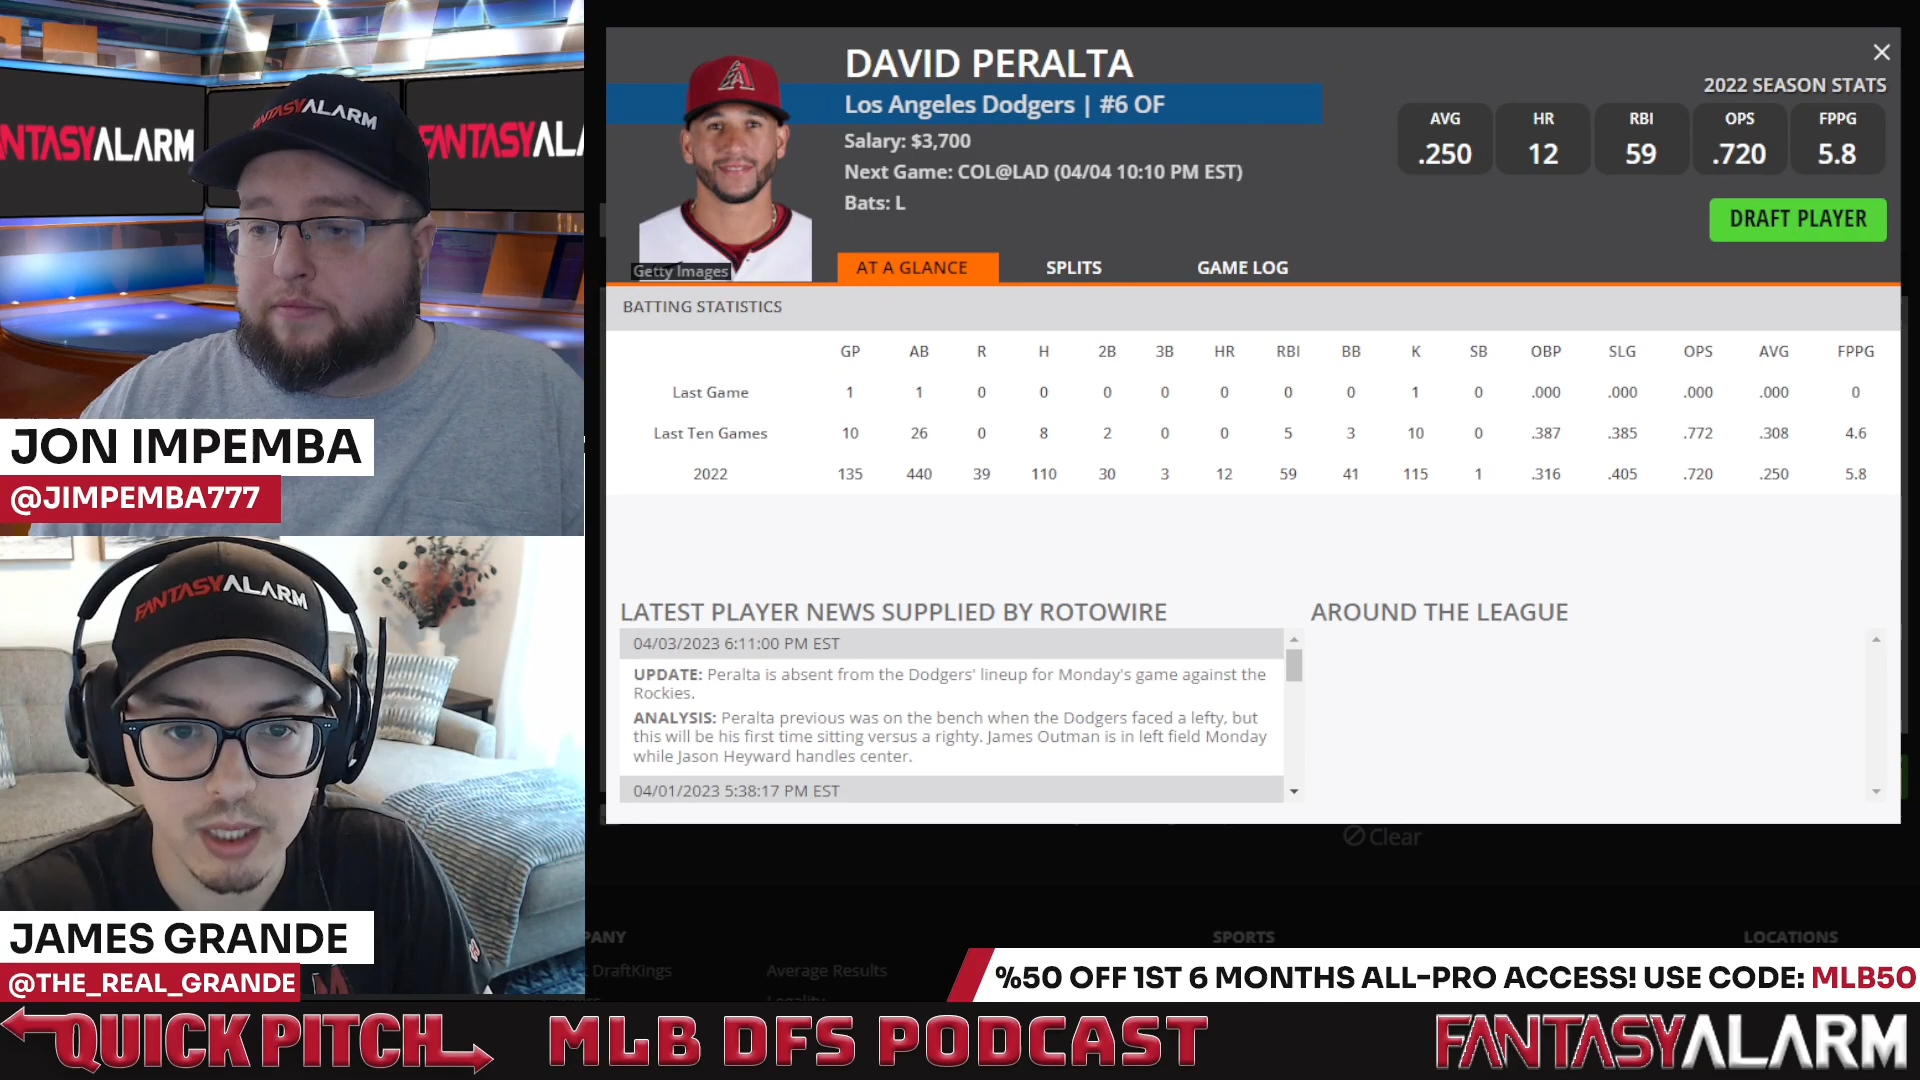 FANTASYALARM
NTASYALARM
FANTASYAL
JON IMPEMBA
@JIMPEMBA777
FANTASYALARM
JAMES GRANDE
@THE_REAL_GRANDE
DAVID PERALTA
Los Angeles Dodgers | #6 OF
Salary: $3,700
Next Game: COL@LAD (04/04 10:10 PM EST)
Bats: L
Getty Images
2022 SEASON STATS
AVG HR RBI OPS FPPG
.250 12 59 .720 5.8
DRAFT PLAYER
AT A GLANCE SPLITS GAME LOG
BATTING STATISTICS
GP AB R H 2B 3B HR RBI BB K SB OBP SLG OPS AVG FPPG
Last Game 1 1 0 0 0 0 0 0 0 1 0 .000 .000 .000 .000 0
Last Ten Games 10 26 0 8 2 0 0 5 3 10 0 .387 .385 .772 .308 4.6
2022 135 440 39 110 30 3 12 59 41 115 1 .316 .405 .720 .250 5.8
LATEST PLAYER NEWS SUPPLIED BY ROTOWIRE
04/03/2023 6:11:00 PM EST
UPDATE: Peralta is absent from the Dodgers' lineup for Monday's game against the
Rockies.
ANALYSIS: Peralta previous was on the bench when the Dodgers faced a lefty, but
this will be his first time sitting versus a righty. James Outman is in left field Monday
while Jason Heyward handles center.
04/01/2023 5:38:17 PM EST
AROUND THE LEAGUE
Clear
PANY SPORTS LOCATIONS
DraftKings Average Results
%50 OFF 1ST 6 MONTHS ALL-PRO ACCESS! USE CODE: MLB50
QUICK PITCH MLB DFS PODCAST FANTASYALARM